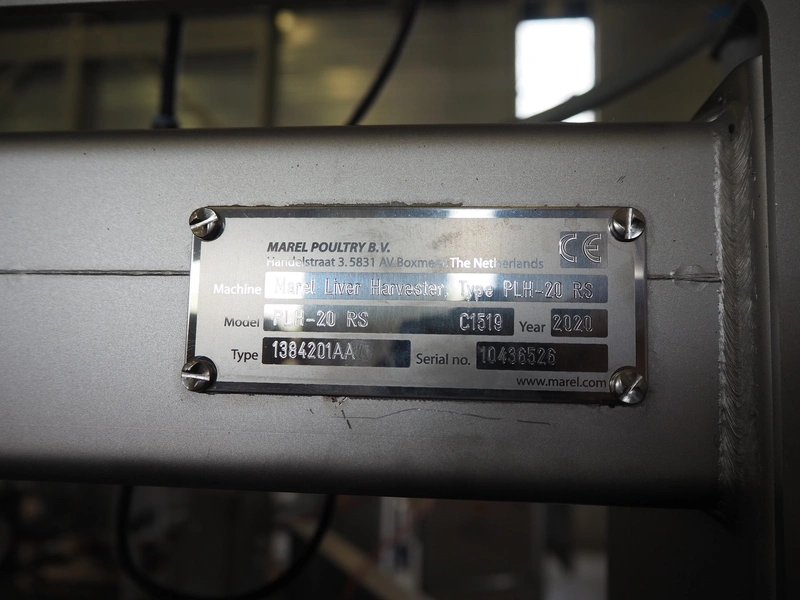 MAREL POULTRY B.V.
Handelstraat 3, 5831 AV Boxmeer, The Netherlands
CE
Machine Marel Liver Harvester, Type PLH-20 RS
Model PLH-20 RS C1519 Year 2020
Type 1384201AA Serial no. 10436526
www.marel.com